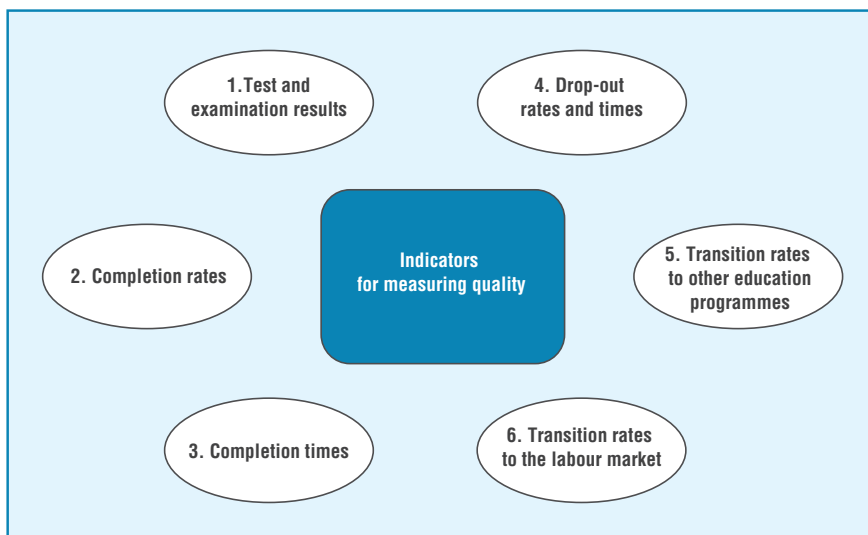 1.Test and
examination results
4. Drop-out
rates and times
Indicators
for measuring quality
2. Completion rates
5. Transition rates
to other education
programmes
3. Completion times
6. Transition rates
to the labour market